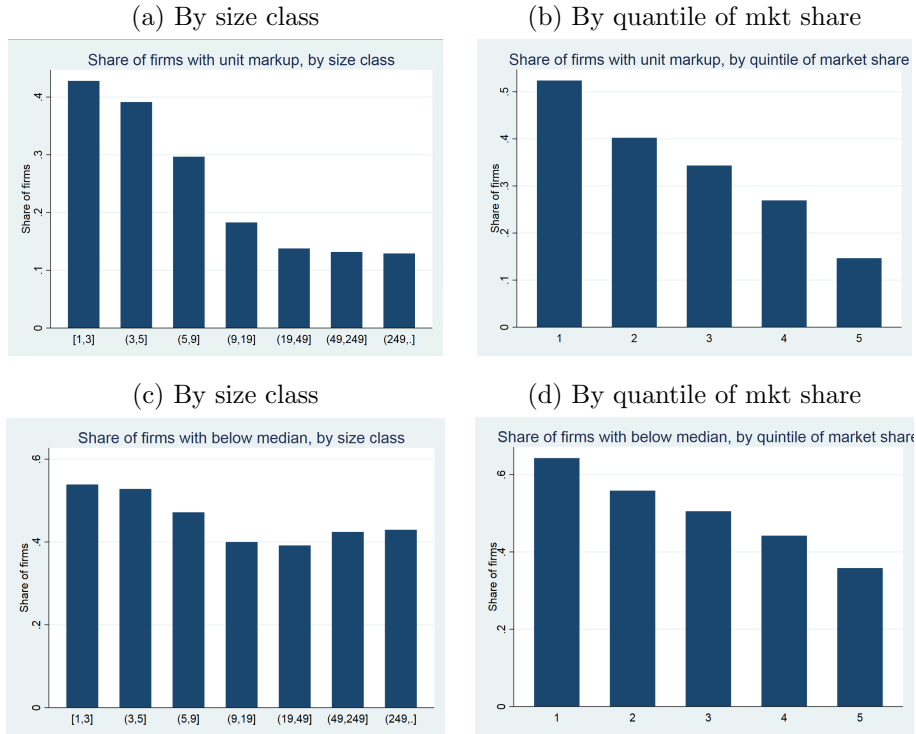 (a) By size class
Share of firms with unit markup, by size class
Share of firms
.4
.3
.2
.1
0
[1,3] (3,5] (5,9] (9,19] (19,49] (49,249] (249,.]
(b) By quantile of mkt share
Share of firms with unit markup, by quintile of market share
Share of firms
.5
.4
.3
.2
.1
0
1 2 3 4 5
(c) By size class
Share of firms with below median, by size class
Share of firms
.6
.4
.2
0
[1,3] (3,5] (5,9] (9,19] (19,49] (49,249] (249,.]
(d) By quantile of mkt share
Share of firms with below median, by quintile of market share
Share of firms
.6
.4
.2
0
1 2 3 4 5